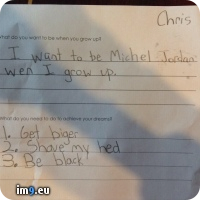 Chris
What do you want to be when you grow up?
I want to be Michel Jordan
wen I grow up.
What do you need to do to achieve your dreams?
1. Get biger
2. Shave my hed
3. Be black
im9.eu